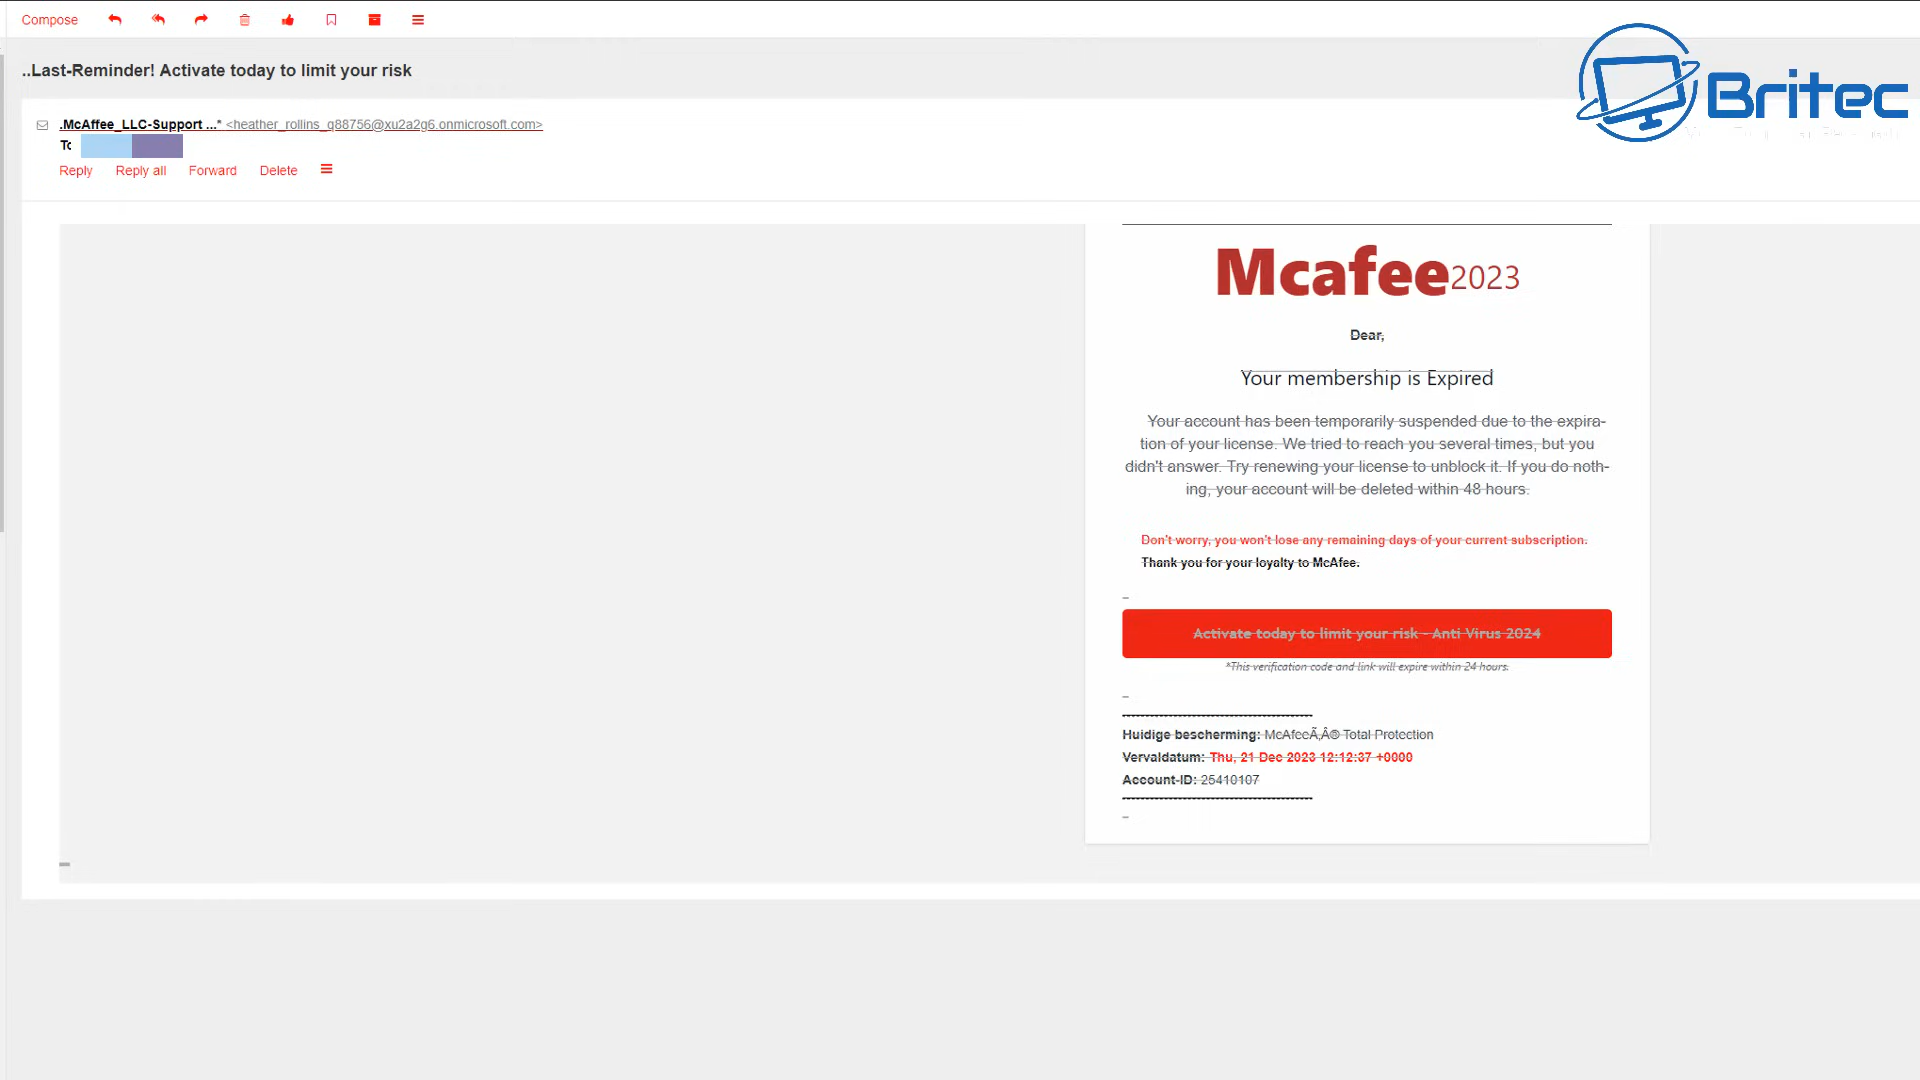 Compose
..Last-Reminder! Activate today to limit your risk
Britec
.McAffee_LLC-Support ...* <heather_rollins_q88756@xu2a2g6.onmicrosoft.com>
To
Reply Reply all Forward Delete
Mcafee2023
Dear,
Your membership is Expired
Your account has been temporarily suspended due to the expira-
tion of your license. We tried to reach you several times, but you
didn't answer. Try renewing your license to unblock it. If you do noth-
ing, your account will be deleted within 48 hours.
Don't worry, you won't lose any remaining days of your current subscription.
Thank you for your loyalty to McAfee.
Activate today to limit your risk - Anti Virus 2024
*This verification code and link will expire within 24 hours.
-----------------------------------------
Huidige bescherming: McAfeeÃ‚Â® Total Protection
Vervaldatum: Thu, 21 Dec 2023 12:12:37 +0000
Account-ID: 25410107
-----------------------------------------